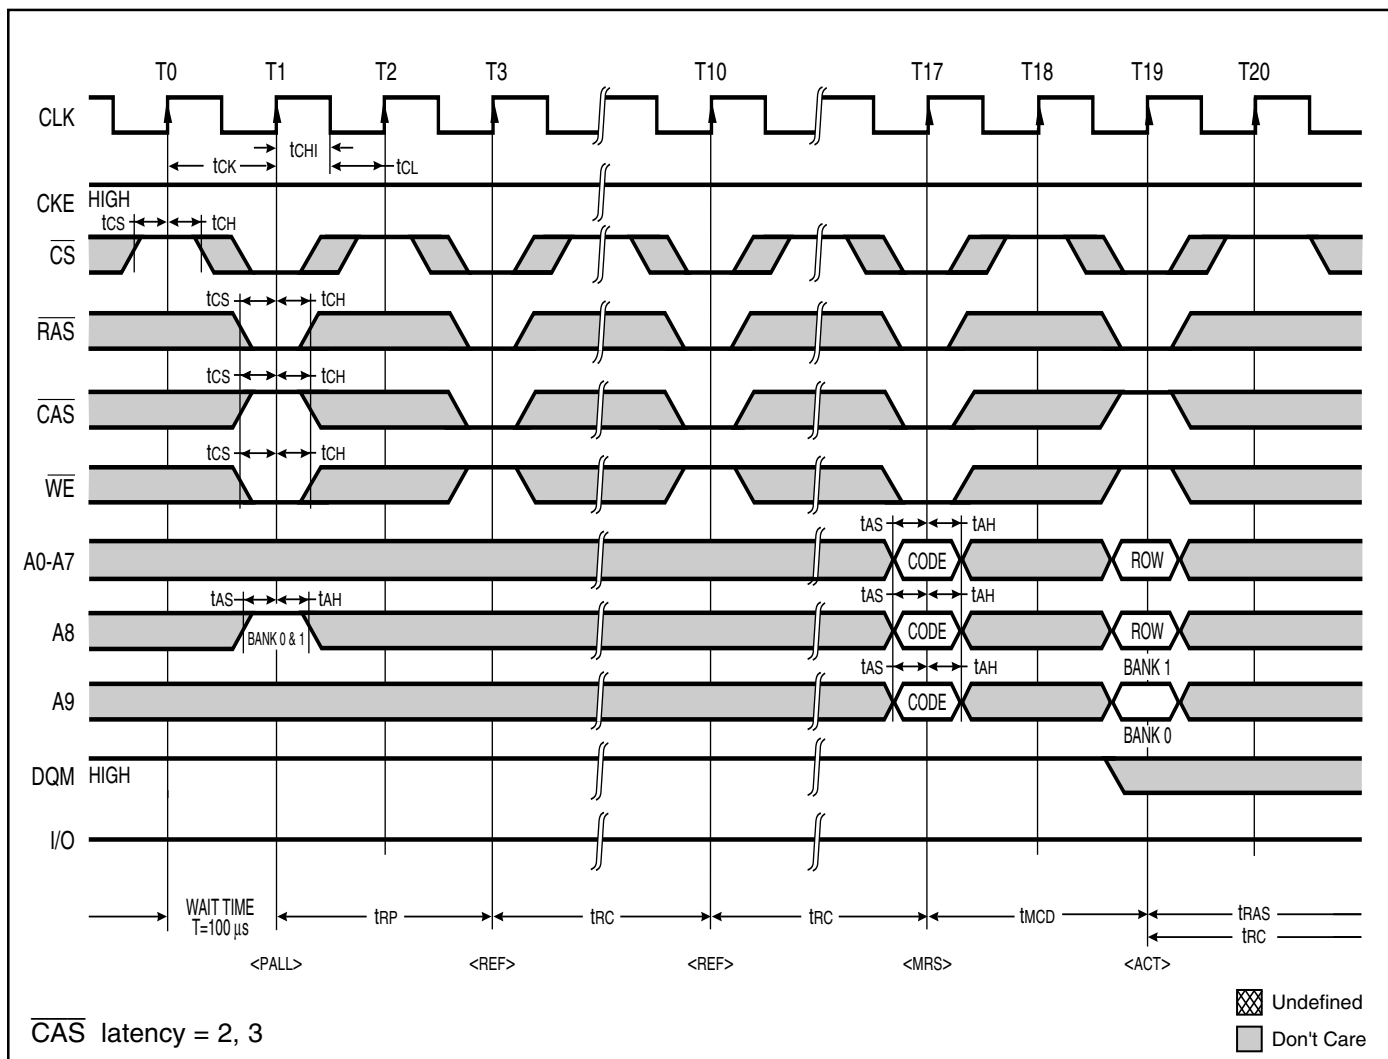 T0 T1 T2 T3 T10 T17 T18 T19 T20
CLK
tCHI
tCK tCL
CKE HIGH
tCS tCH
CS
tCS tCH
RAS
tCS tCH
CAS
tCS tCH
WE
tAS tAH
A0-A7 CODE ROW
tAS tAH tAS tAH
A8 BANK 0 & 1 CODE ROW
tAS tAH BANK 1
A9 CODE
BANK 0
DQM HIGH
I/O
WAIT TIME
T=100 µs
tRP tRC tRC tMCD tRAS
tRC
<PALL> <REF> <REF> <MRS> <ACT>
Undefined
CAS latency = 2, 3
Don't Care